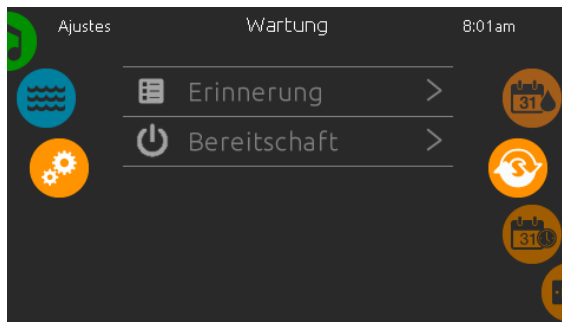 Ajustes Wartung 8:01am
Erinnerung
31
Bereitschaft
31